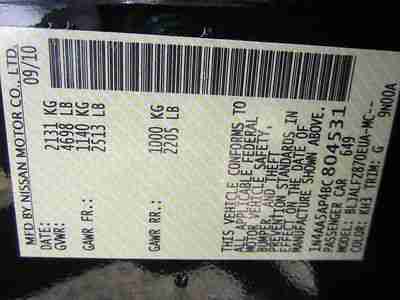 MFD BY NISSAN MOTOR CO., LTD.
DATE: 09/10
GVWR: 2131 KG
4698 LB
GAWR FR.: 1140 KG
2513 LB
GAWR RR.: 1000 KG
2205 LB
THIS VEHICLE CONFORMS
TO ALL APPLICABLE FEDERAL
MOTOR VEHICLE SAFETY,
BUMPER AND THEFT
PREVENTION STANDARDS IN
EFFECT ON THE DATE OF
MANUFACTURE SHOWN ABOVE.
1N4AA5AP4BC804531
PASSENGER CAR 649
MODEL: BLJALFZ870EUA-MC--
COLOR: KH3 TRIM: G
9N00A